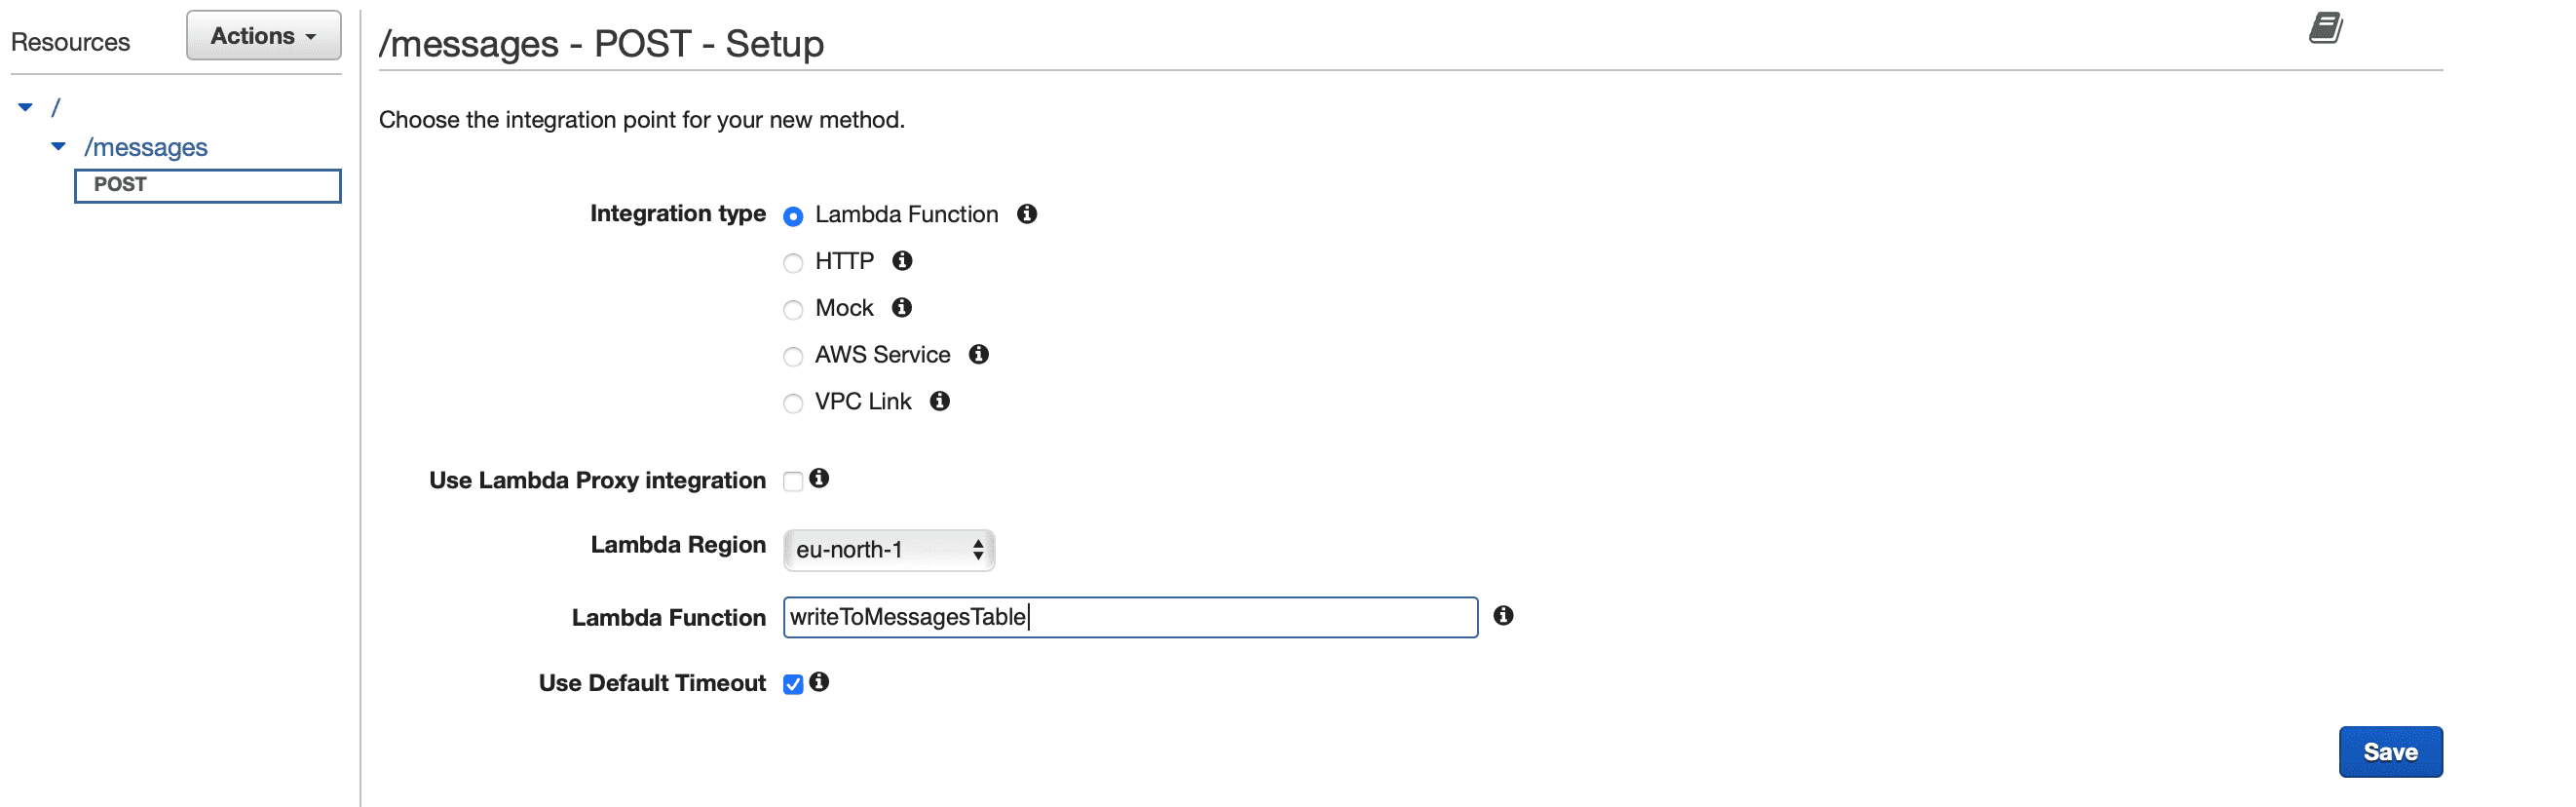 Resources
Actions
/
/messages
POST
/messages - POST - Setup
Choose the integration point for your new method.
Integration type
Lambda Function
HTTP
Mock
AWS Service
VPC Link
Use Lambda Proxy integration
Lambda Region
eu-north-1
Lambda Function
writeToMessagesTable
Use Default Timeout
Save